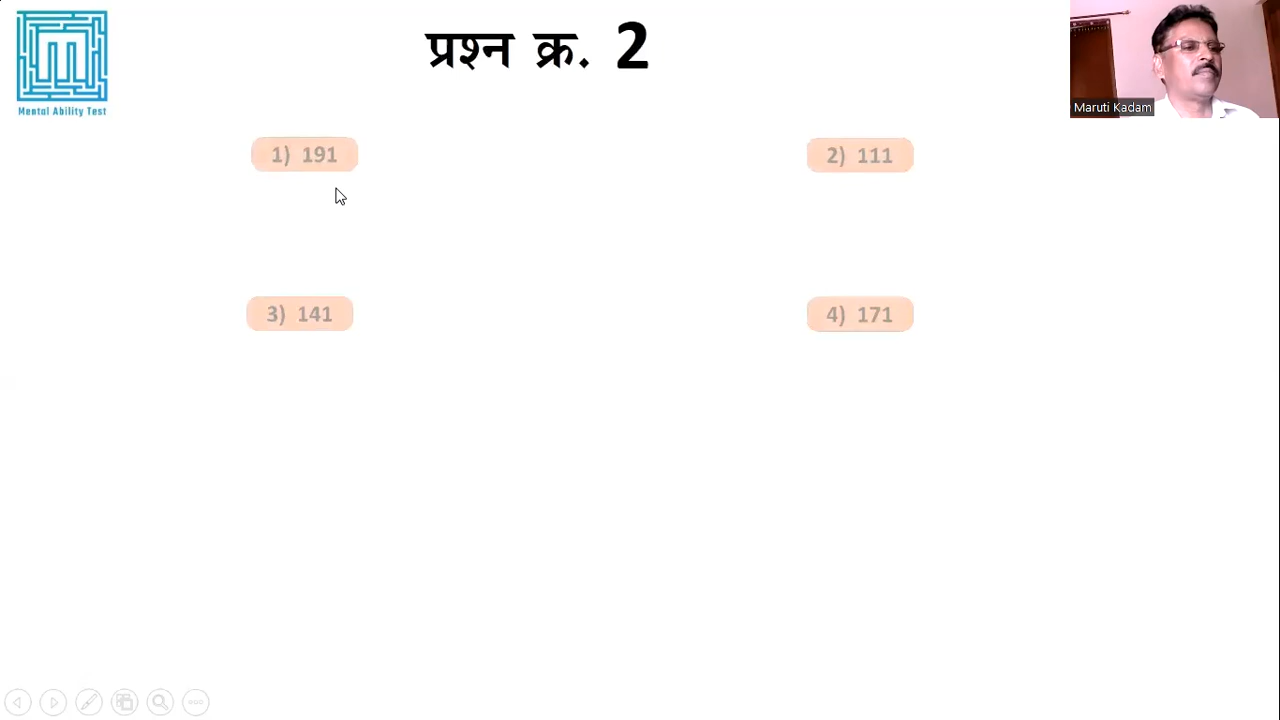 प्रश्न क्र. 2
Mental Ability Test
Maruti Kadam
1) 191
2) 111
3) 141
4) 171